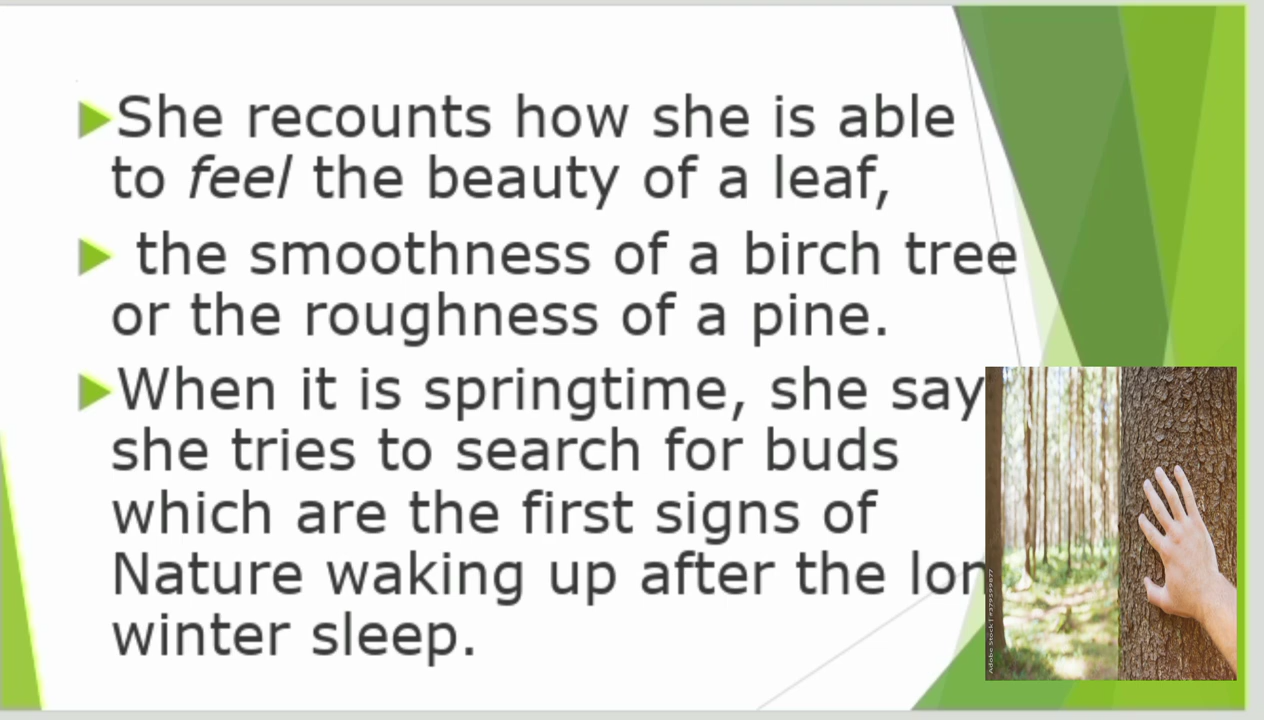 She recounts how she is able
to feel the beauty of a leaf,
the smoothness of a birch tree
or the roughness of a pine.
When it is springtime, she say
she tries to search for buds
which are the first signs of
Nature waking up after the lon
winter sleep.